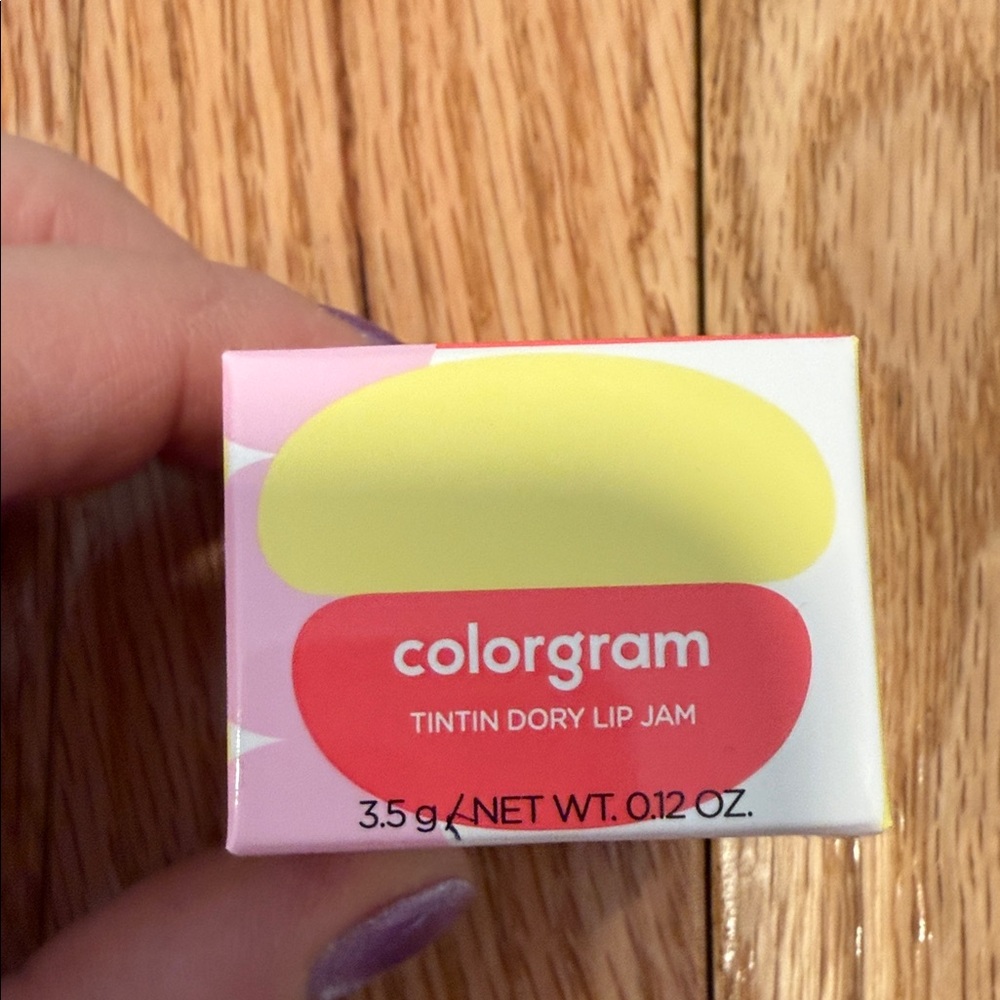 colorgram
TINTIN DORY LIP JAM
3.5 g / NET WT. 0.12 OZ.